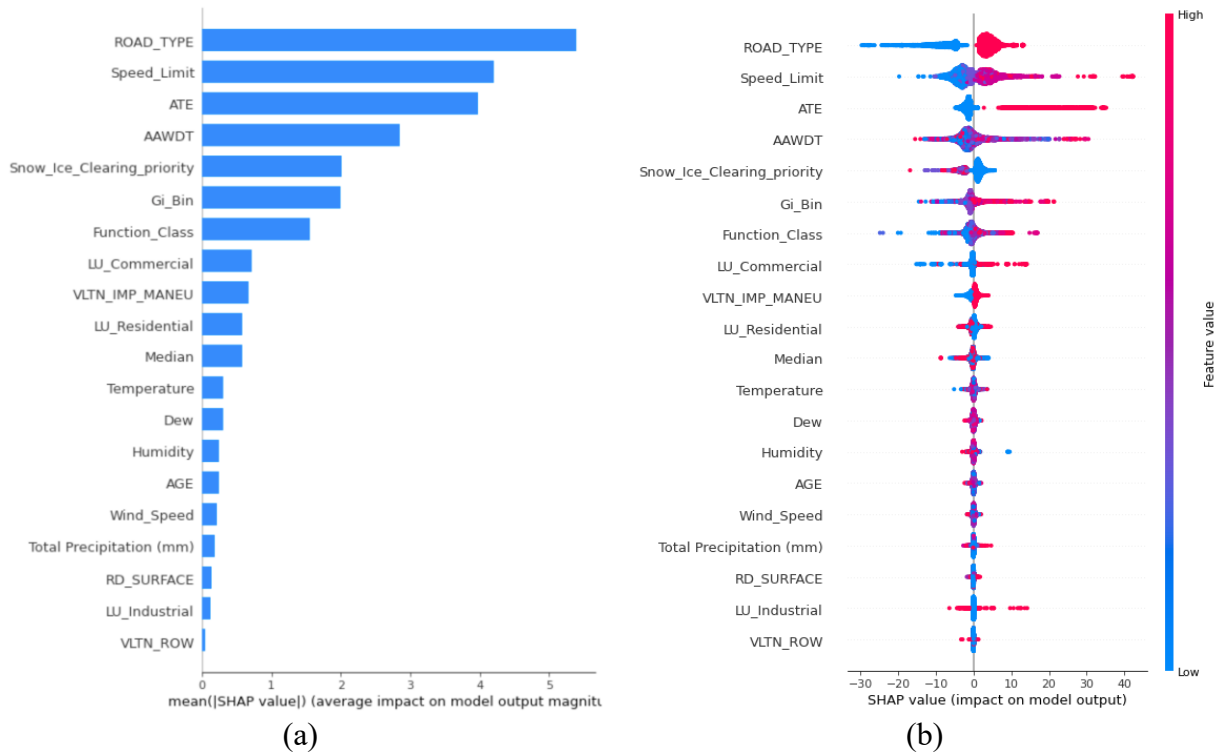 ROAD_TYPE
Speed_Limit
ATE
AAWDT
Snow_Ice_Clearing_priority
Gi_Bin
Function_Class
LU_Commercial
VLTN_IMP_MANEU
LU_Residential
Median
Temperature
Dew
Humidity
AGE
Wind_Speed
Total Precipitation (mm)
RD_SURFACE
LU_Industrial
VLTN_ROW
0 1 2 3 4 5
mean(|SHAP value|) (average impact on model output magnitu
(a)
High
ROAD_TYPE
Speed_Limit
ATE
AAWDT
Snow_Ice_Clearing_priority
Gi_Bin
Function_Class
LU_Commercial
VLTN_IMP_MANEU
LU_Residential
Median
Temperature
Dew
Humidity
AGE
Wind_Speed
Total Precipitation (mm)
RD_SURFACE
LU_Industrial
VLTN_ROW
Feature value
Low
−30 −20 −10 0 10 20 30 40
SHAP value (impact on model output)
(b)